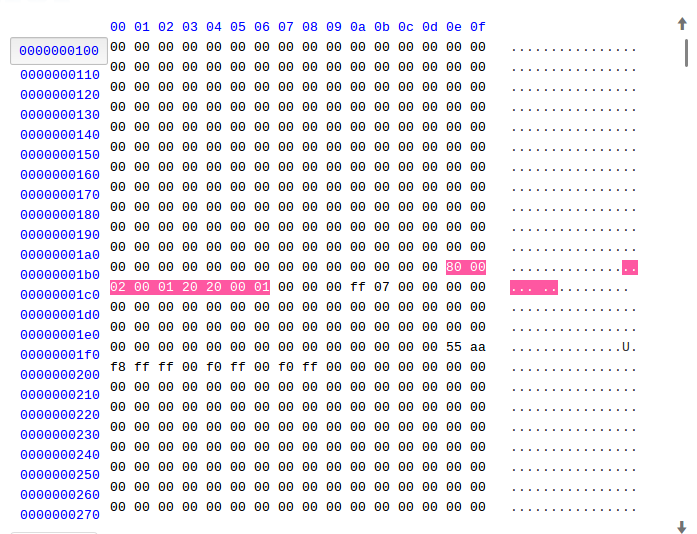 00 01 02 03 04 05 06 07 08 09 0a 0b 0c 0d 0e 0f
0000000100 00 00 00 00 00 00 00 00 00 00 00 00 00 00 00 00 ................
0000000110 00 00 00 00 00 00 00 00 00 00 00 00 00 00 00 00 ................
0000000120 00 00 00 00 00 00 00 00 00 00 00 00 00 00 00 00 ................
0000000130 00 00 00 00 00 00 00 00 00 00 00 00 00 00 00 00 ................
0000000140 00 00 00 00 00 00 00 00 00 00 00 00 00 00 00 00 ................
0000000150 00 00 00 00 00 00 00 00 00 00 00 00 00 00 00 00 ................
0000000160 00 00 00 00 00 00 00 00 00 00 00 00 00 00 00 00 ................
0000000170 00 00 00 00 00 00 00 00 00 00 00 00 00 00 00 00 ................
0000000180 00 00 00 00 00 00 00 00 00 00 00 00 00 00 00 00 ................
0000000190 00 00 00 00 00 00 00 00 00 00 00 00 00 00 00 00 ................
00000001a0 00 00 00 00 00 00 00 00 00 00 00 00 00 00 00 00 ................
00000001b0 00 00 00 00 00 00 00 00 00 00 00 00 00 00 80 00 ................
00000001c0 02 00 01 20 20 00 01 00 00 00 ff 07 00 00 00 00 ... ...........
00000001d0 00 00 00 00 00 00 00 00 00 00 00 00 00 00 00 00 ................
00000001e0 00 00 00 00 00 00 00 00 00 00 00 00 00 00 00 00 ................
00000001f0 00 00 00 00 00 00 00 00 00 00 00 00 00 00 55 aa ..............U.
0000000200 f8 ff ff 00 f0 ff 00 f0 ff 00 00 00 00 00 00 00 ................
0000000210 00 00 00 00 00 00 00 00 00 00 00 00 00 00 00 00 ................
0000000220 00 00 00 00 00 00 00 00 00 00 00 00 00 00 00 00 ................
0000000230 00 00 00 00 00 00 00 00 00 00 00 00 00 00 00 00 ................
0000000240 00 00 00 00 00 00 00 00 00 00 00 00 00 00 00 00 ................
0000000250 00 00 00 00 00 00 00 00 00 00 00 00 00 00 00 00 ................
0000000260 00 00 00 00 00 00 00 00 00 00 00 00 00 00 00 00 ................
0000000270 00 00 00 00 00 00 00 00 00 00 00 00 00 00 00 00 ................